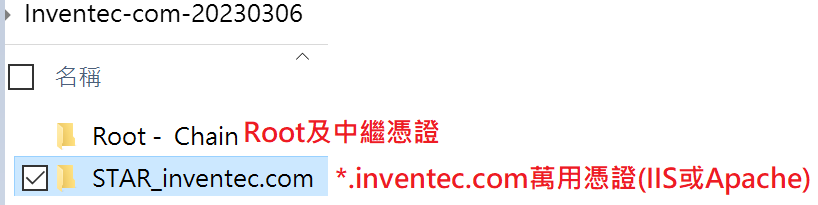 Inventec-com-20230306
名稱
Root - Chain Root及中繼憑證
STAR_inventec.com *.inventec.com萬用憑證(IIS或Apache)